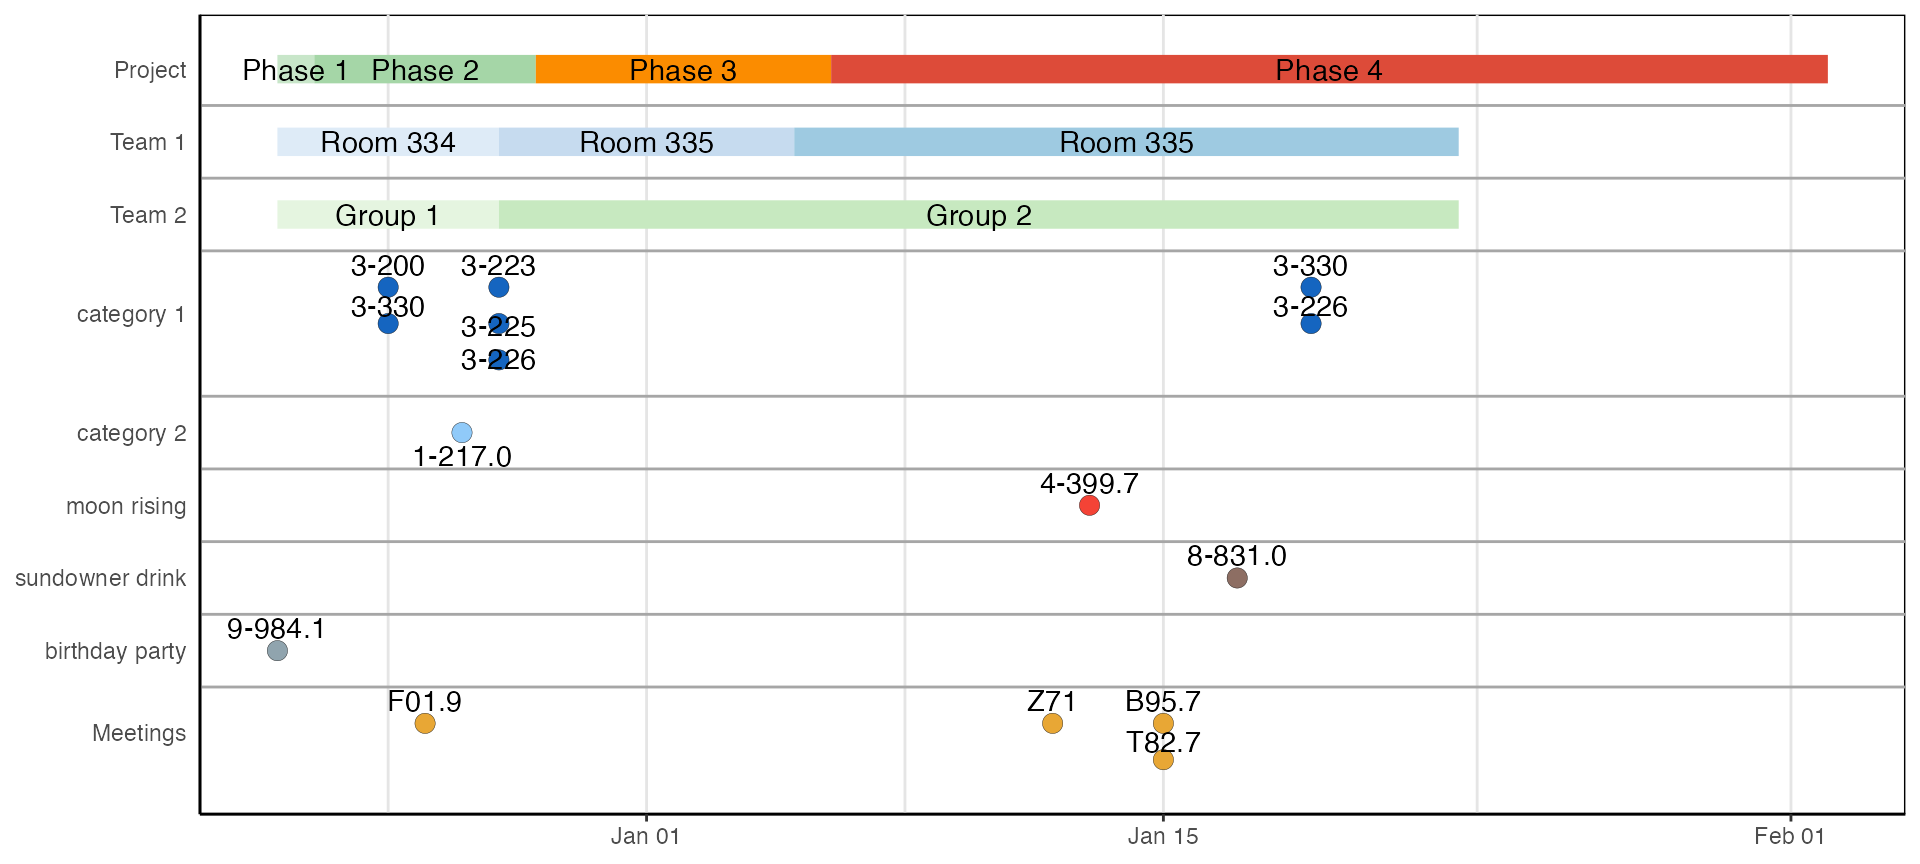 Project
Phase 1 Phase 2 Phase 3 Phase 4
Team 1
Room 334 Room 335 Room 335
Team 2
Group 1 Group 2
category 1
3-200 3-223 3-330
3-330 3-225 3-226
3-226
category 2
1-217.0
moon rising
4-399.7
sundowner drink
8-831.0
birthday party
9-984.1
Meetings
F01.9 Z71 B95.7
T82.7
Jan 01 Jan 15 Feb 01